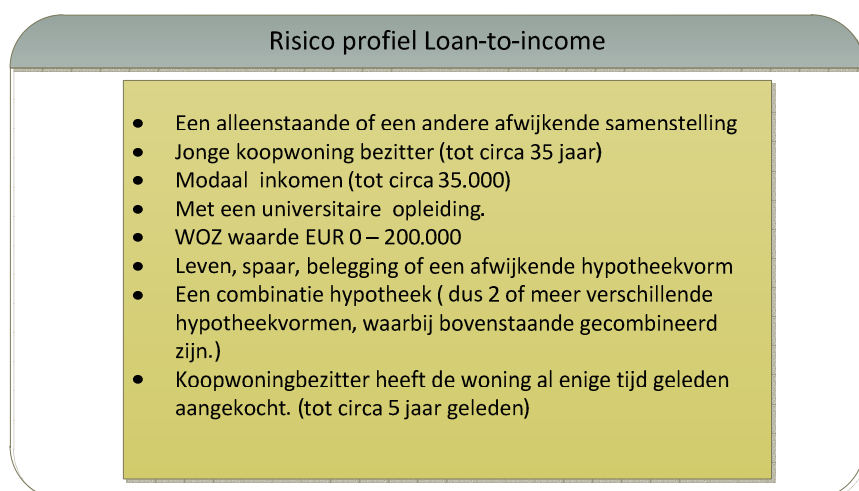 Risico profiel Loan-to-income
• Een alleenstaande of een andere afwijkende samenstelling
• Jonge koopwoning bezitter (tot circa 35 jaar)
• Modaal inkomen (tot circa 35.000)
• Met een universitaire opleiding.
• WOZ waarde EUR 0 – 200.000
• Leven, spaar, belegging of een afwijkende hypotheekvorm
• Een combinatie hypotheek ( dus 2 of meer verschillende
hypotheekvormen, waarbij bovenstaande gecombineerd
zijn.)
• Koopwoningbezitter heeft de woning al enige tijd geleden
aangekocht. (tot circa 5 jaar geleden)